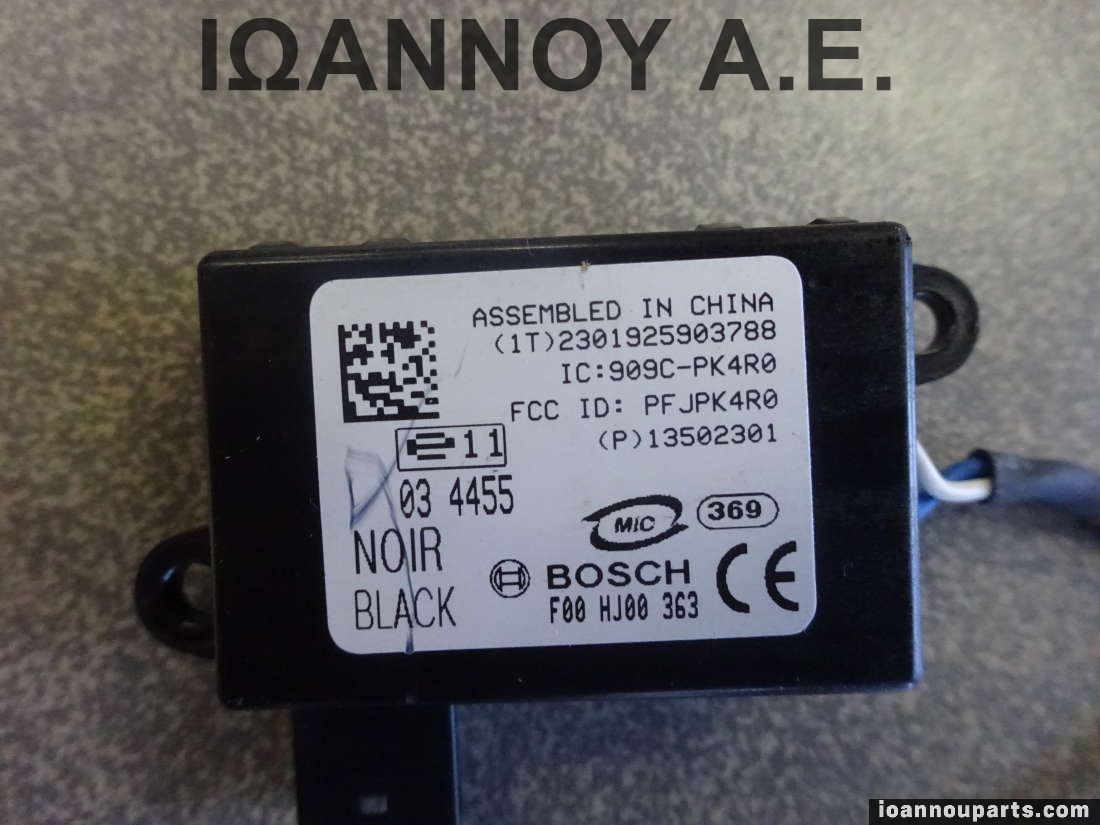 ΙΩΑΝΝΟΥ Α.Ε.
ASSEMBLED IN CHINA
(1T)2301925903788
IC:909C-PK4R0
FCC ID: PFJPK4R0
(P)13502301
e11
03 4455
NOIR
BLACK
MIC
369
BOSCH
CE
F00 HJ00 363
ioannouparts.com